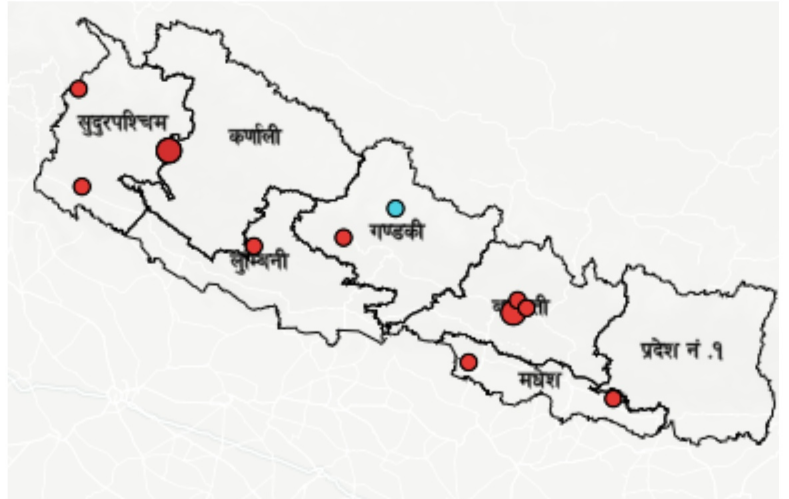 सुदुरपश्चिम
कर्णाली
गण्डकी
लुम्बिनी
प्रदेश नं .१
मधेश